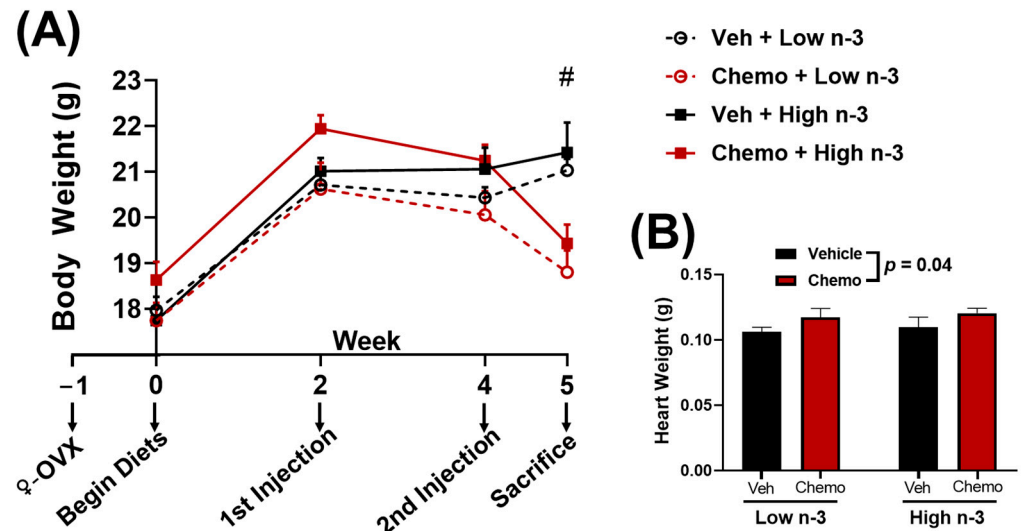 (A)
Body Weight (g)
23
22
21
20
19
18
#
Week
−1
0
2
4
5
♀-OVX
Begin Diets
1st Injection
2nd Injection
Sacrifice
Veh + Low n-3
Chemo + Low n-3
Veh + High n-3
Chemo + High n-3
(B)
Vehicle
Chemo
p = 0.04
Heart Weight (g)
0.15
0.10
0.05
0.00
Veh Chemo Veh Chemo
Low n-3 High n-3